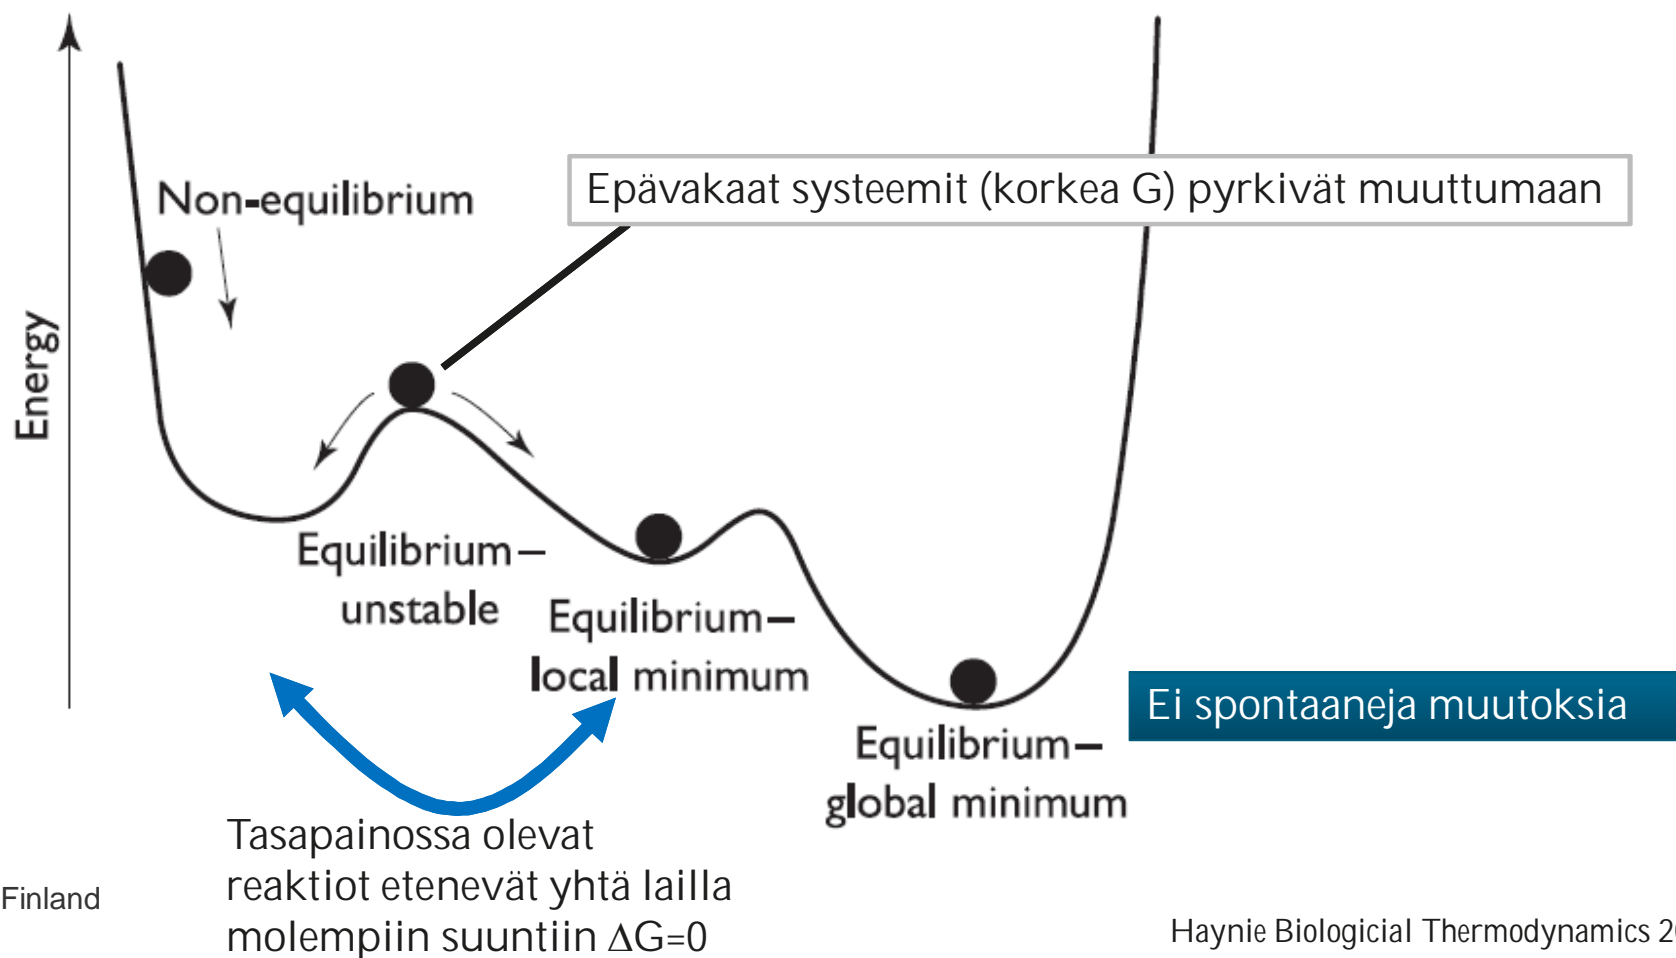 Non-equilibrium
Epävakaat systeemit (korkea G) pyrkivät muuttumaan
Energy
Equilibrium–
unstable
Equilibrium–
local minimum
Ei spontaaneja muutoksia
Equilibrium–
global minimum
Tasapainossa olevat
reaktiot etenevät yhtä lailla
molempiin suuntiin ΔG=0
Finland
Haynie Biologicial Thermodynamics